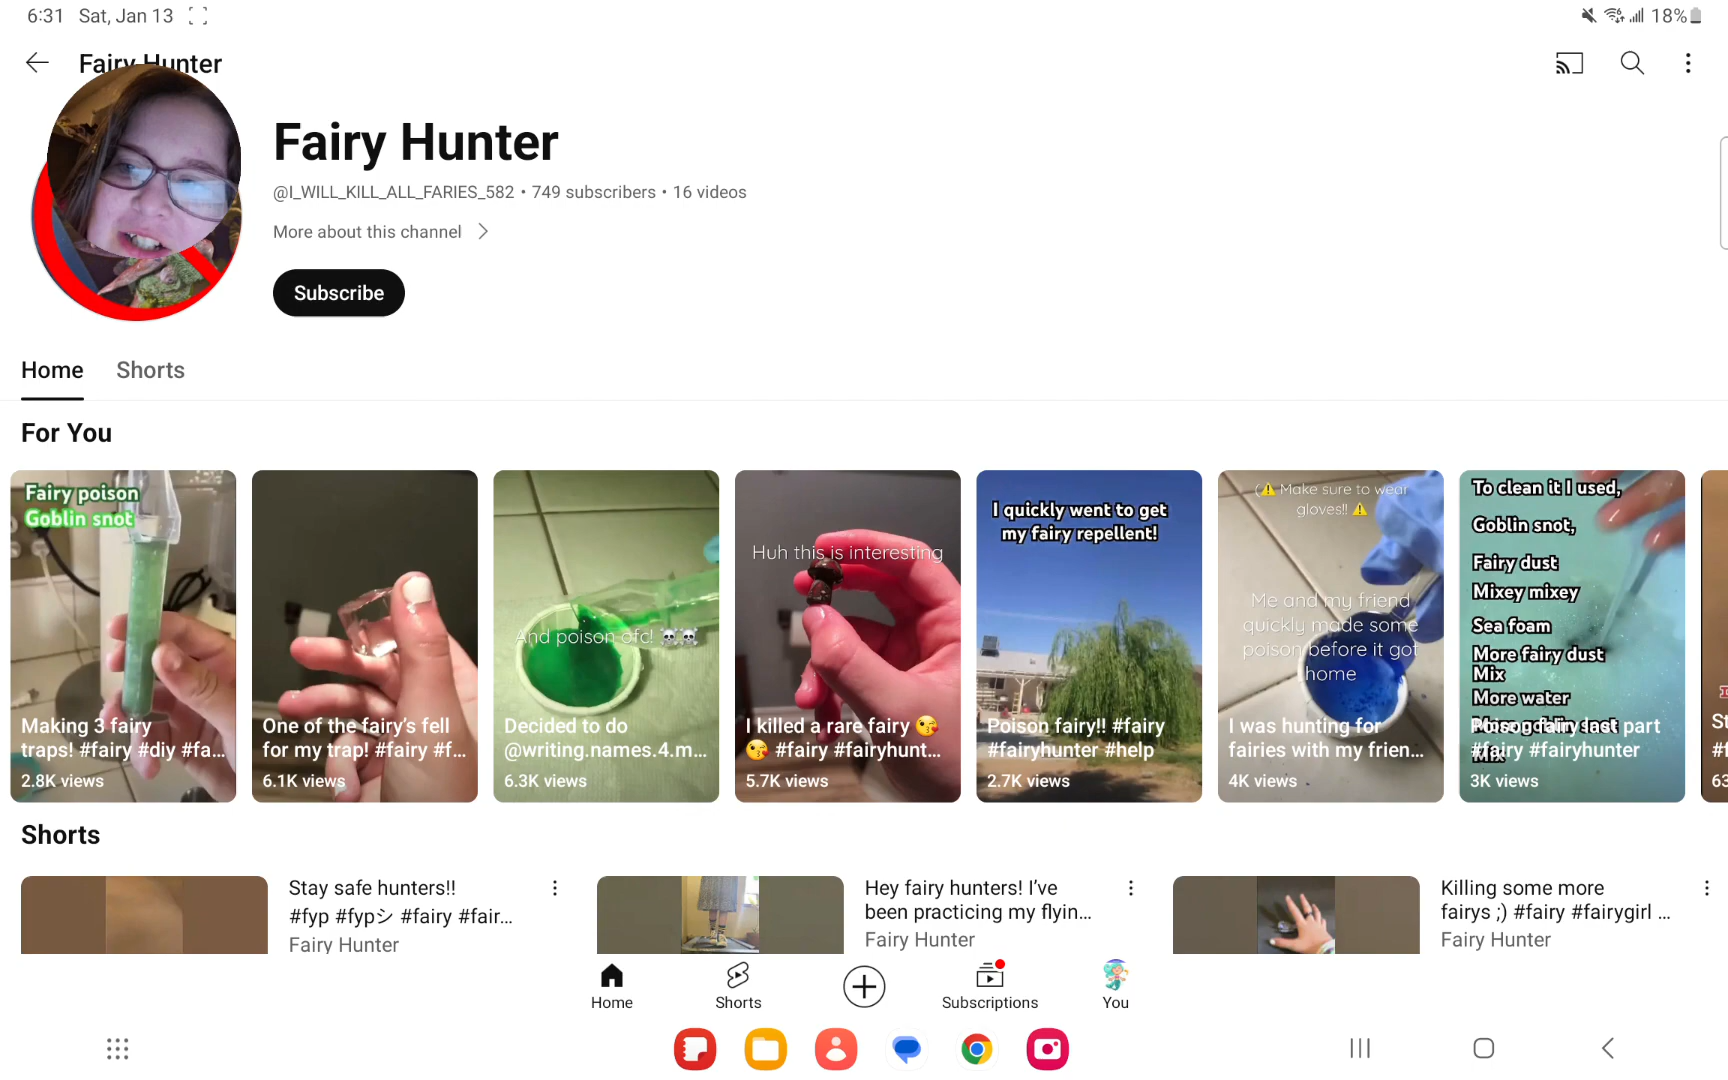 6:31 Sat, Jan 13
18%
Fairy Hunter
Fairy Hunter
@I_WILL_KILL_ALL_FARIES_582 • 749 subscribers • 16 videos
More about this channel
Subscribe
Home Shorts
For You
Fairy poison
Goblin snot
Making 3 fairy
traps! #fairy #diy #fa...
2.8K views
One of the fairy's fell
for my trap! #fairy #f...
6.1K views
And poison ofc! ☠️☠️
Decided to do
@writing.names.4.m...
6.3K views
Huh this is interesting
I killed a rare fairy 😘
😘 #fairy #fairyhunt...
5.7K views
I quickly went to get
my fairy repellent!
Poison fairy!! #fairy
#fairyhunter #help
2.7K views
(⚠️ Make sure to wear
gloves!! ⚠️
Me and my friend
quickly made some
poison before it got
home
I was hunting for
fairies with my frien...
4K views
To clean it I used,
Goblin snot,
Fairy dust
Mixey mixey
Sea foam
More fairy dust
Mix
More water
Poison fairy last part
#fairy #fairyhunter
Mix
3K views
St
#f
63
Shorts
Stay safe hunters!!
#fyp #fypシ #fairy #fair...
Fairy Hunter
Hey fairy hunters! I've
been practicing my flyin...
Fairy Hunter
Killing some more
fairys ;) #fairy #fairygirl ...
Fairy Hunter
Home
Shorts
Subscriptions
You